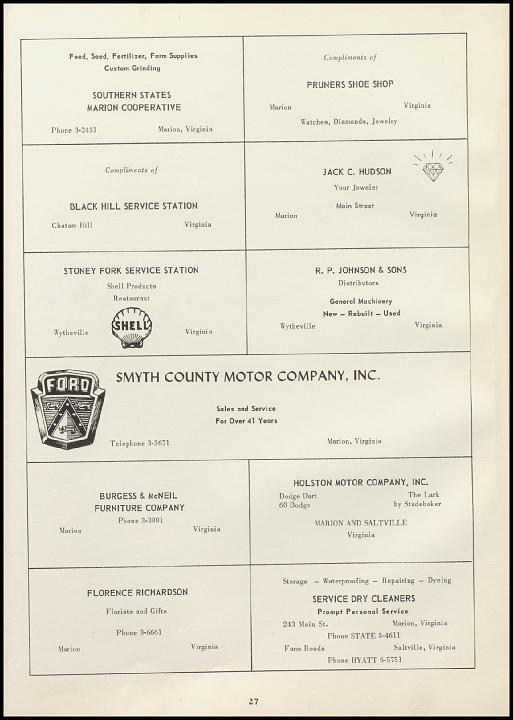 Feed, Seed, Fertilizer, Farm Supplies
Custom Grinding
SOUTHERN STATES
MARION COOPERATIVE
Phone 3-2431 Marion, Virginia
Compliments of
PRUNERS SHOE SHOP
Marion Virginia
Watches, Diamonds, Jewelry
Compliments of
BLACK HILL SERVICE STATION
Chatam Hill Virginia
JACK C. HUDSON
Your Jeweler
Main Street
Marion Virginia
STONEY FORK SERVICE STATION
Shell Products
Restaurant
SHELL
Wytheville Virginia
R. P. JOHNSON & SONS
Distributors
General Machinery
New – Rebuilt – Used
Wytheville Virginia
FORD
SMYTH COUNTY MOTOR COMPANY, INC.
Sales and Service
For Over 41 Years
Telephone 3-3671 Marion, Virginia
BURGESS & McNEIL
FURNITURE COMPANY
Phone 3-3881
Marion Virginia
HOLSTON MOTOR COMPANY, INC.
Dodge Dart The Lark
60 Dodge by Studebaker
MARION AND SALTVILLE
Virginia
FLORENCE RICHARDSON
Florists and Gifts
Phone 3-6661
Marion Virginia
Storage – Waterproofing – Repairing – Dyeing
SERVICE DRY CLEANERS
Prompt Personal Service
243 Main St. Marion, Virginia
Phone STATE 3-4611
Farm Roads Saltville, Virginia
Phone HYATT 6-5751
27